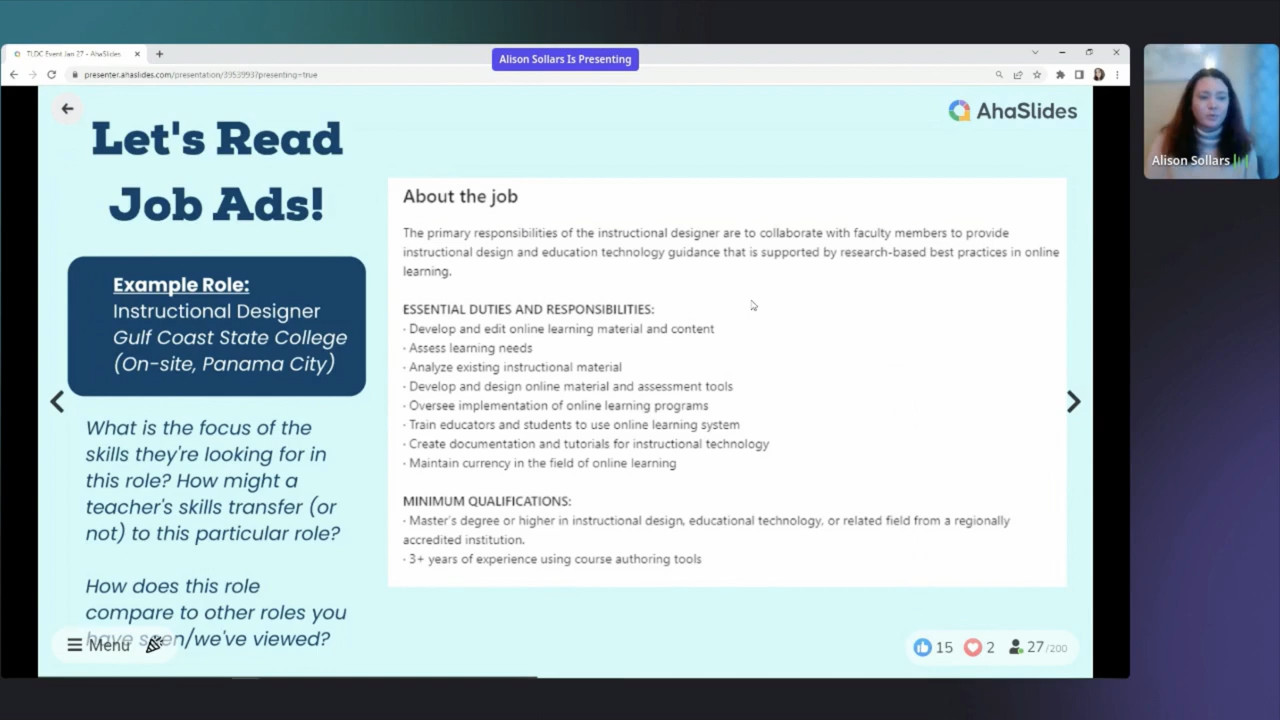 TLDC Event Jan 27 - AhaSlides
Alison Sollars Is Presenting
presenter.ahaslides.com/presentation/3953993?presenting=true
AhaSlides
Let's Read
Job Ads!
Example Role:
Instructional Designer
Gulf Coast State College
(On-site, Panama City)
What is the focus of the
skills they're looking for in
this role? How might a
teacher's skills transfer (or
not) to this particular role?
How does this role
compare to other roles you
have seen/we've viewed?
Menu
About the job
The primary responsibilities of the instructional designer are to collaborate with faculty members to provide
instructional design and education technology guidance that is supported by research-based best practices in online
learning.
ESSENTIAL DUTIES AND RESPONSIBILITIES:
· Develop and edit online learning material and content
· Assess learning needs
· Analyze existing instructional material
· Develop and design online material and assessment tools
· Oversee implementation of online learning programs
· Train educators and students to use online learning system
· Create documentation and tutorials for instructional technology
· Maintain currency in the field of online learning
MINIMUM QUALIFICATIONS:
· Master's degree or higher in instructional design, educational technology, or related field from a regionally
accredited institution.
· 3+ years of experience using course authoring tools
15 2 27/200
Alison Sollars